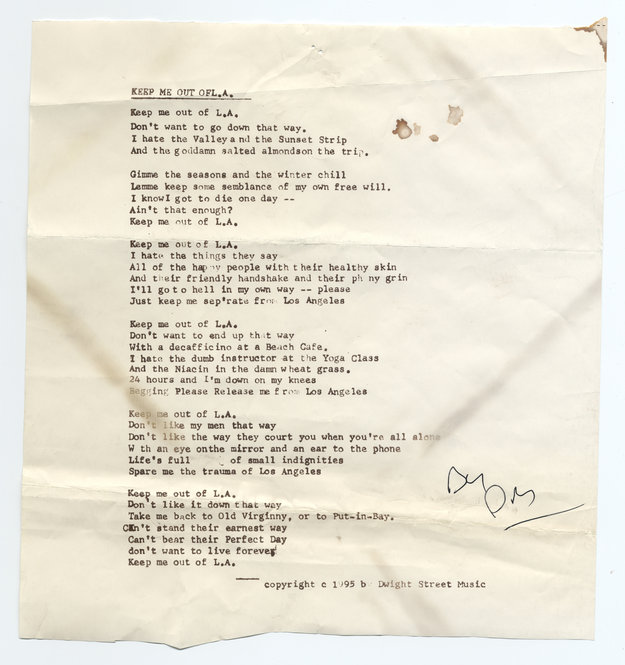 KEEP ME OUT OFL.A.
Keep me out of L.A.
Don't want to go down that way.
I hate the Valley and the Sunset Strip
And the goddamn salted almondson the trip.
Gimme the seasons and the winter chill
Lemme keep some semblance of my own free will.
I knowI got to die one day --
Ain't that enough?
Keep me out of L.A.
Keep me out of L.A.
I hate the things they say
All of the happy people with their healthy skin
And their friendly handshake and their ph ny grin
I'll go to hell in my own way -- please
Just keep me sep'rate from Los Angeles
Keep me out of L.A.
Don't want to end up that way
With a decafficino at a Beach Cafe.
I hate the dumb instructor at the Yoga Class
And the Niacin in the damn wheat grass.
24 hours and I'm down on my knees
Begging Please Release me from Los Angeles
Keep me out of L.A.
Don't like my men that way
Don't like the way they court you when you're all alone
W th an eye onthe mirror and an ear to the phone
Life's full of small indignities
Spare me the trauma of Los Angeles
Keep me out of L.A.
Don't like it down that way
Take me back to Old Virginny, or to Put-in-Bay.
Can't stand their earnest way
Can't bear their Perfect Day
don't want to live forever
Keep me out of L.A.
copyright c 1995 by Dwight Street Music